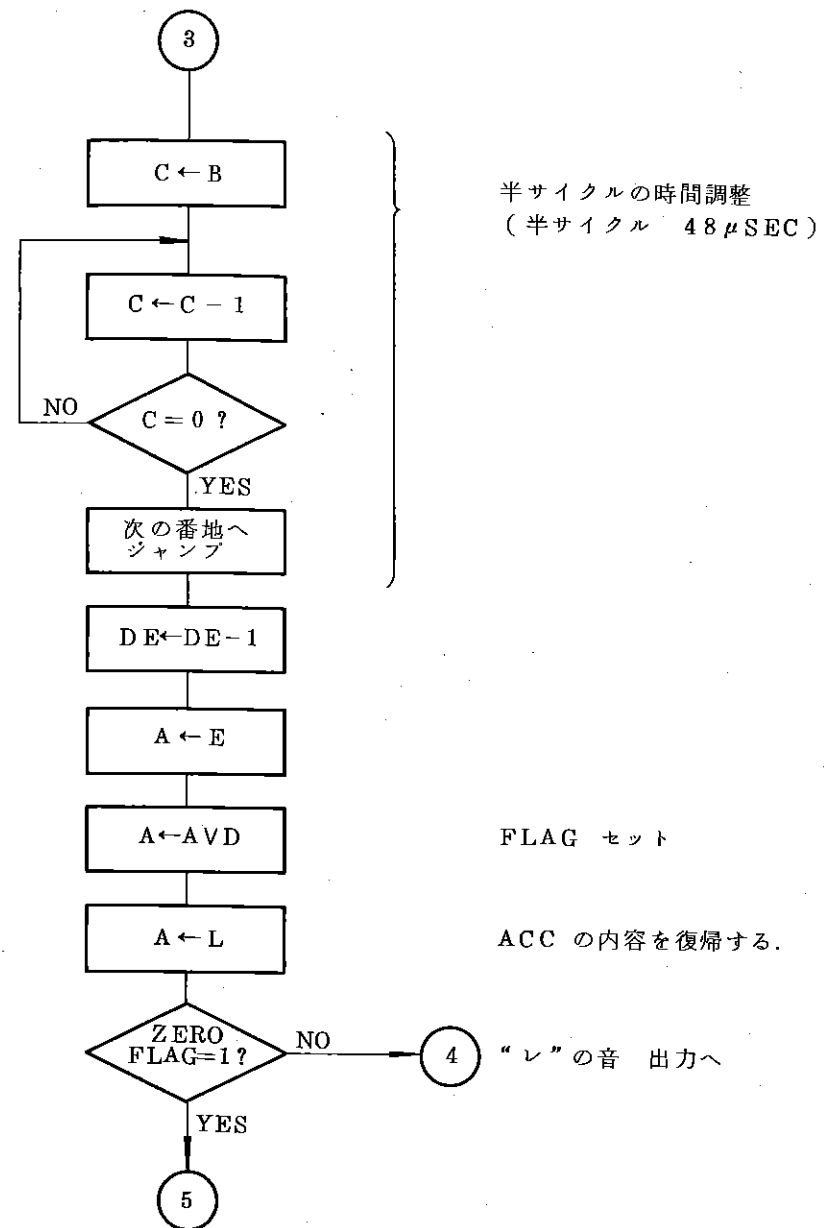 3
C ← B
半サイクルの時間調整
(半サイクル 48μSEC)
C ← C - 1
NO
C = 0 ?
YES
次の番地へ
ジャンプ
DE←DE-1
A ← E
A←A∨D
FLAG セット
A ← L
ACC の内容を復帰する.
ZERO
FLAG=1?
NO
4
“レ”の音 出力へ
YES
5